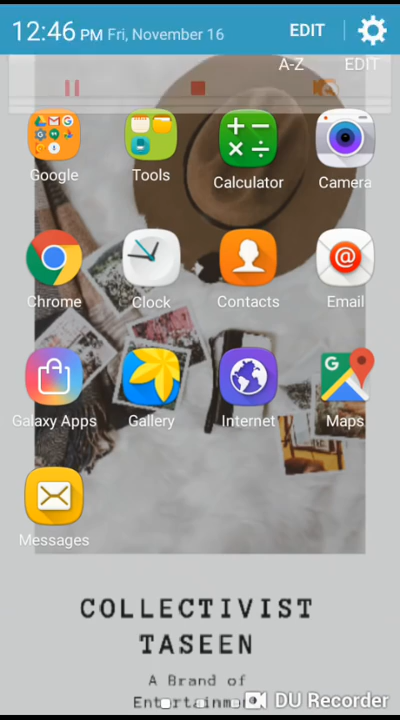 12:46 PM Fri, November 16 EDIT
A-Z EDIT
Google Tools Calculator Camera
Chrome Clock Contacts Email
Galaxy Apps Gallery Internet Maps
Messages
COLLECTIVIST
TASEEN
A Brand of
Entertainment
DU Recorder